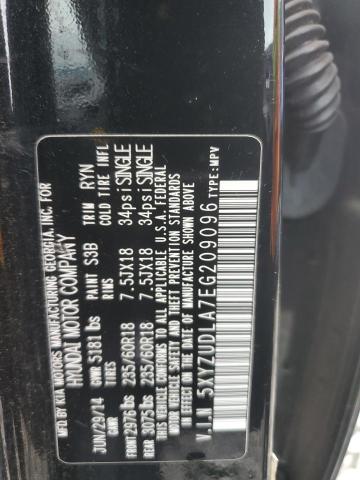 MFD BY KIA MOTORS MANUFACTURING GEORGIA, INC. FOR
HYUNDAI MOTOR COMPANY
JUN/29/14 GVWR 5181 lbs S3B TRIM RYN
GAWR COLD TIRE INFL
FRONT 2976 lbs 235/60R18 7.5JX18 34psi SINGLE
REAR 3075 lbs 235/60R18 7.5JX18 34psi SINGLE
THIS VEHICLE CONFORMS TO ALL APPLICABLE U.S.A. FEDERAL
MOTOR VEHICLE SAFETY, BUMPER AND THEFT PREVENTION STANDARDS
IN EFFECT ON THE DATE OF MANUFACTURE SHOWN ABOVE
V.I.N 5XYZUDLA7EG209096 TYPE: MPV